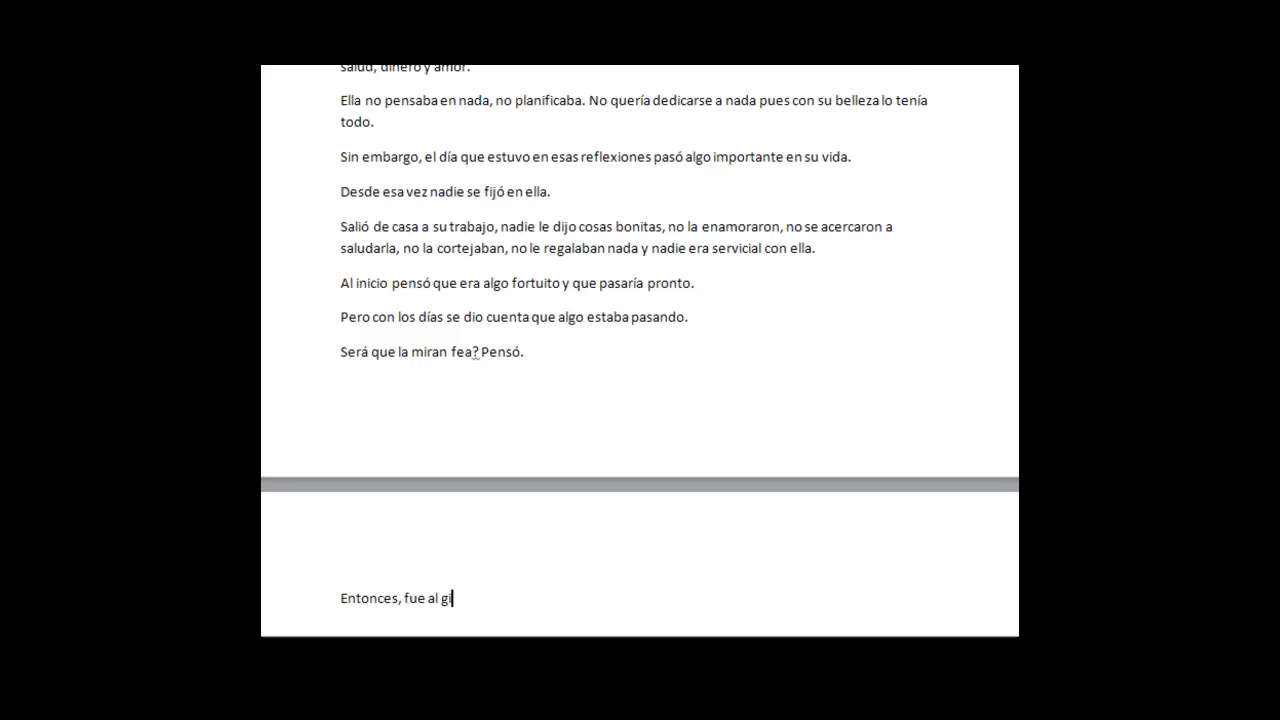 salud, dinero y amor.
Ella no pensaba en nada, no planificaba. No quería dedicarse a nada pues con su belleza lo tenía
todo.
Sin embargo, el día que estuvo en esas reflexiones pasó algo importante en su vida.
Desde esa vez nadie se fijó en ella.
Salió de casa a su trabajo, nadie le dijo cosas bonitas, no la enamoraron, no se acercaron a
saludarla, no la cortejaban, no le regalaban nada y nadie era servicial con ella.
Al inicio pensó que era algo fortuito y que pasaría pronto.
Pero con los días se dio cuenta que algo estaba pasando.
Será que la miran fea? Pensó.
Entonces, fue al gi